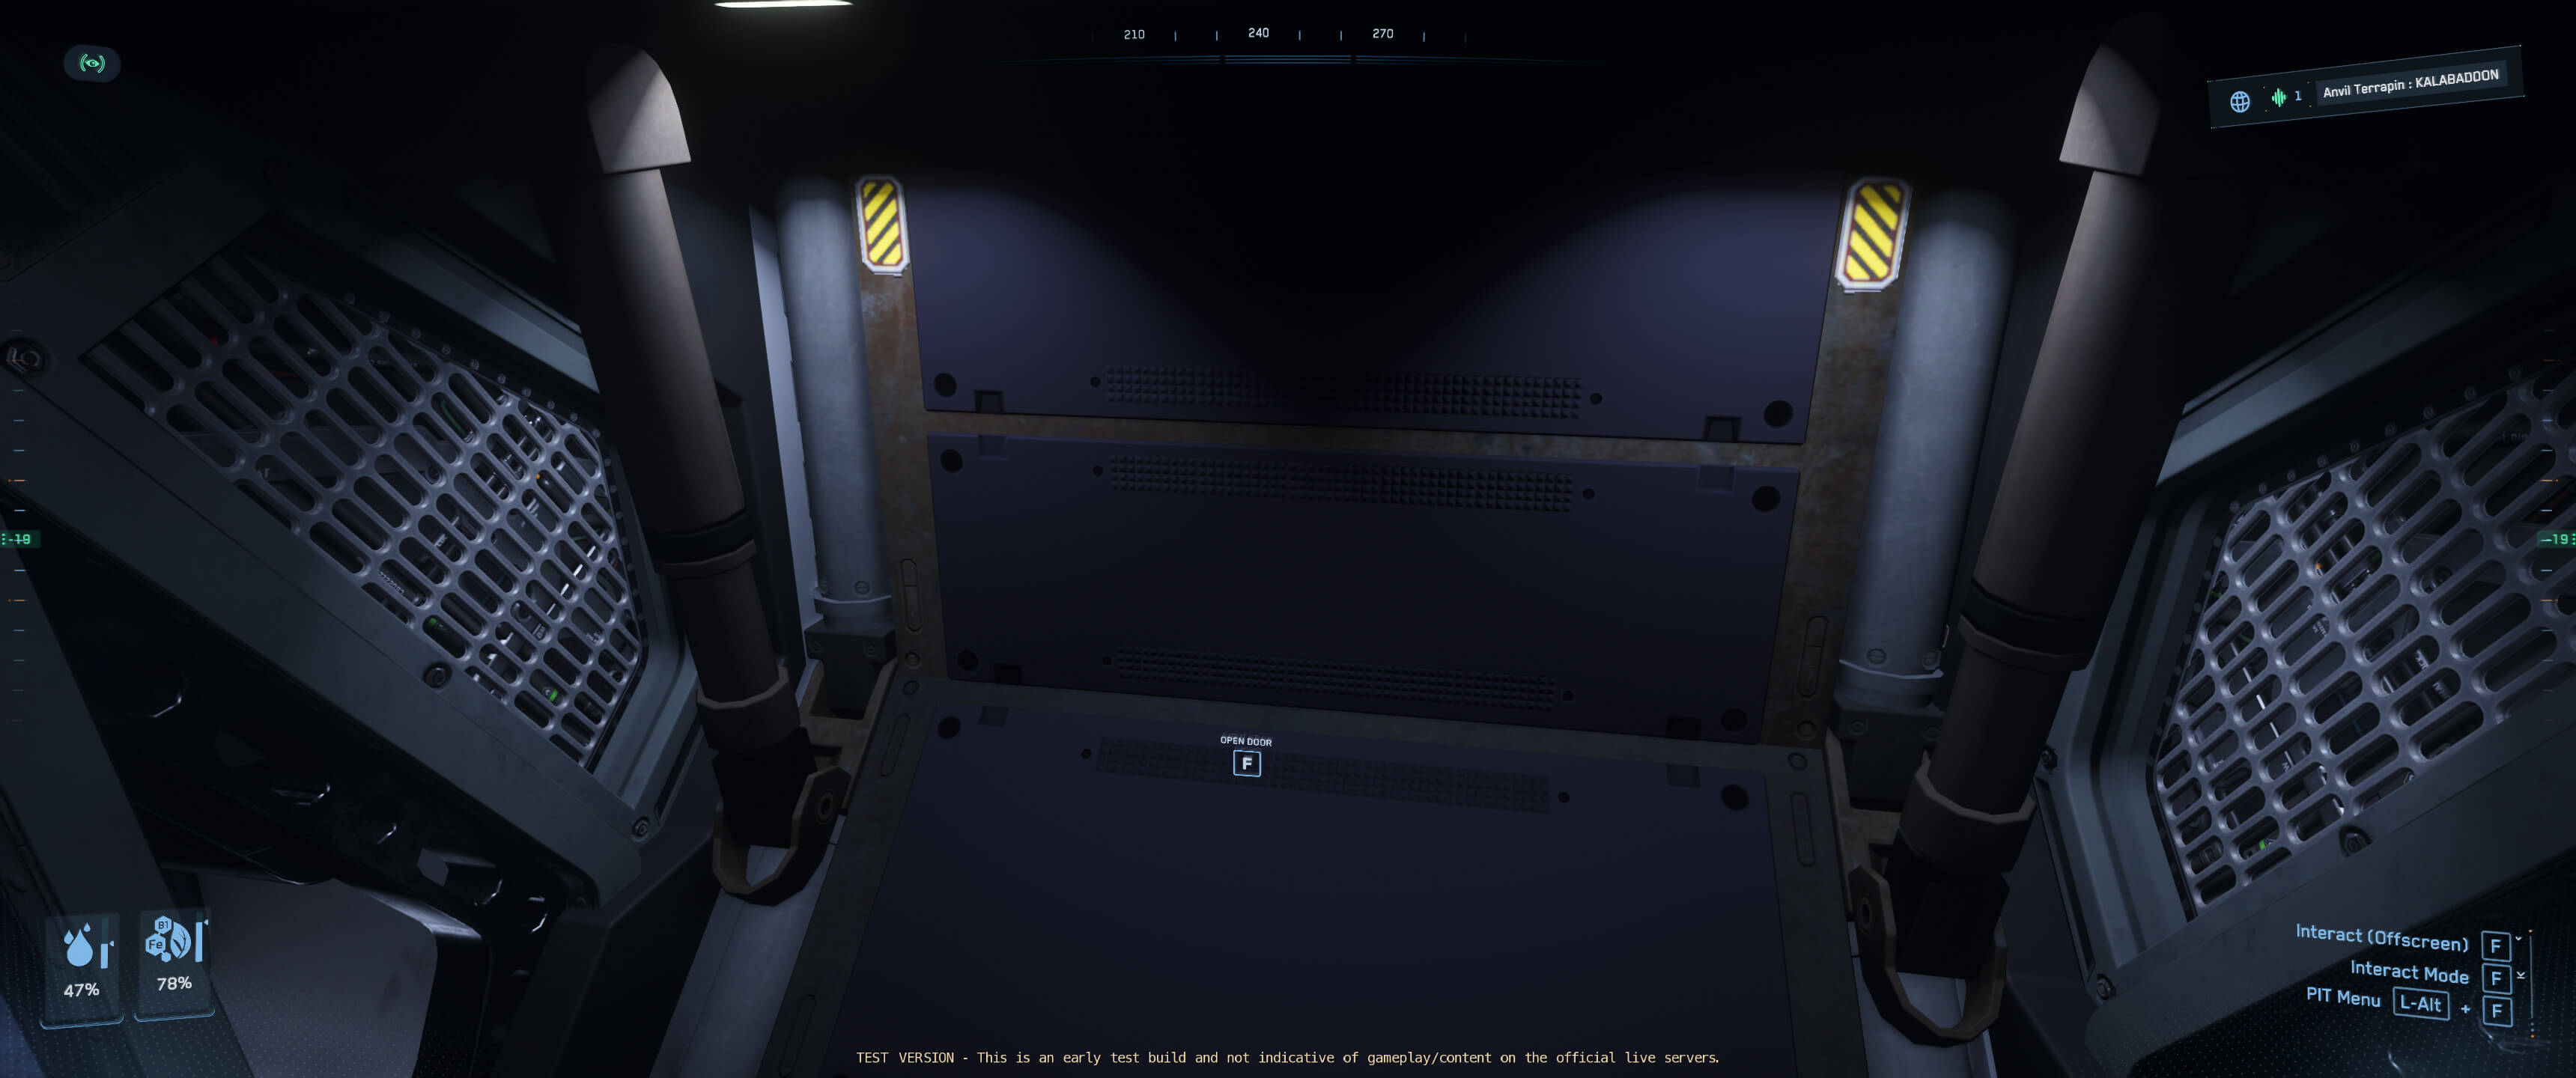 210 240 270
Anvil Terrapin : KALABADDON
1
-19
-19
OPEN DOOR
F
B1
Fe
47%
78%
Interact (Offscreen) F
Interact Mode F
PIT Menu L-Alt + F
TEST VERSION - This is an early test build and not indicative of gameplay/content on the official live servers.